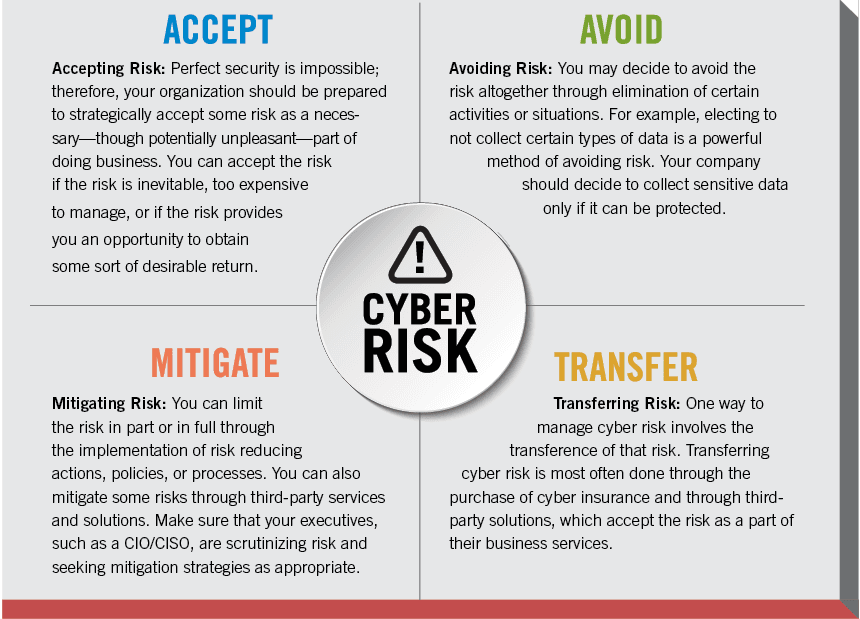 ACCEPT
Accepting Risk: Perfect security is impossible;
therefore, your organization should be prepared
to strategically accept some risk as a neces-
sary—though potentially unpleasant—part of
doing business. You can accept the risk
if the risk is inevitable, too expensive
to manage, or if the risk provides
you an opportunity to obtain
some sort of desirable return.
AVOID
Avoiding Risk: You may decide to avoid the
risk altogether through elimination of certain
activities or situations. For example, electing to
not collect certain types of data is a powerful
method of avoiding risk. Your company
should decide to collect sensitive data
only if it can be protected.
CYBER
RISK
MITIGATE
Mitigating Risk: You can limit
the risk in part or in full through
the implementation of risk reducing
actions, policies, or processes. You can also
mitigate some risks through third-party services
and solutions. Make sure that your executives,
such as a CIO/CISO, are scrutinizing risk and
seeking mitigation strategies as appropriate.
TRANSFER
Transferring Risk: One way to
manage cyber risk involves the
transference of that risk. Transferring
cyber risk is most often done through the
purchase of cyber insurance and through third-
party solutions, which accept the risk as a part of
their business services.